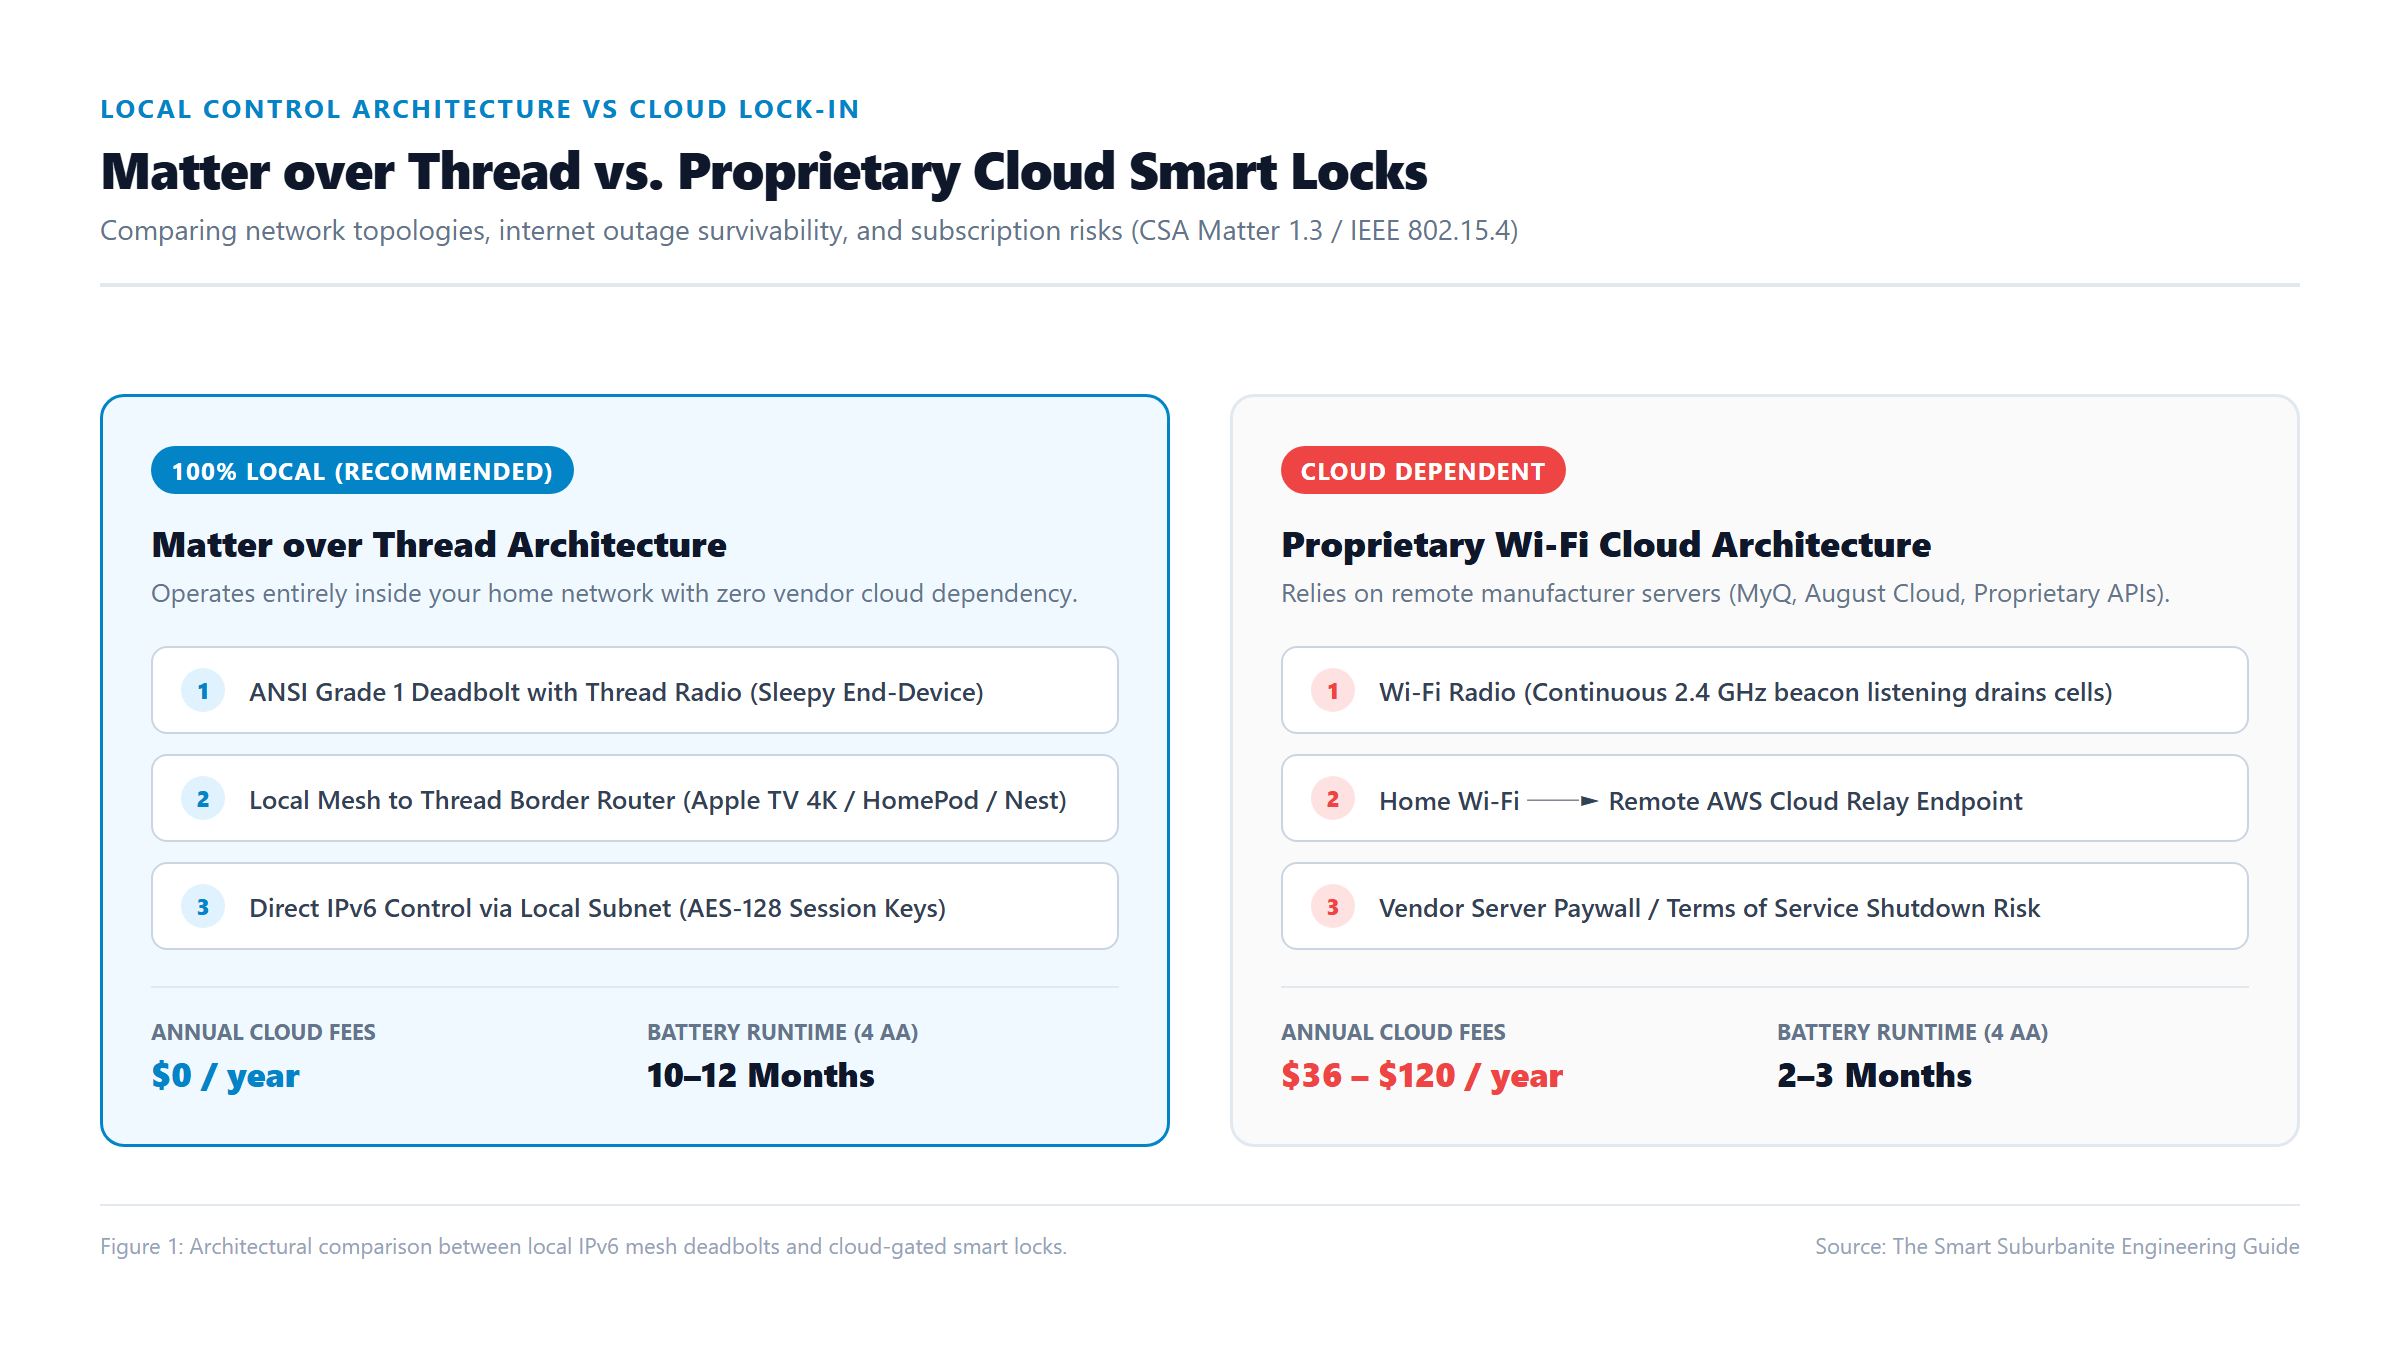 LOCAL CONTROL ARCHITECTURE VS CLOUD LOCK-IN
Matter over Thread vs. Proprietary Cloud Smart Locks
Comparing network topologies, internet outage survivability, and subscription risks (CSA Matter 1.3 / IEEE 802.15.4)
100% LOCAL (RECOMMENDED)
Matter over Thread Architecture
Operates entirely inside your home network with zero vendor cloud dependency.
1 ANSI Grade 1 Deadbolt with Thread Radio (Sleepy End-Device)
2 Local Mesh to Thread Border Router (Apple TV 4K / HomePod / Nest)
3 Direct IPv6 Control via Local Subnet (AES-128 Session Keys)
ANNUAL CLOUD FEES
$0 / year
BATTERY RUNTIME (4 AA)
10–12 Months
CLOUD DEPENDENT
Proprietary Wi-Fi Cloud Architecture
Relies on remote manufacturer servers (MyQ, August Cloud, Proprietary APIs).
1 Wi-Fi Radio (Continuous 2.4 GHz beacon listening drains cells)
2 Home Wi-Fi ──► Remote AWS Cloud Relay Endpoint
3 Vendor Server Paywall / Terms of Service Shutdown Risk
ANNUAL CLOUD FEES
$36 – $120 / year
BATTERY RUNTIME (4 AA)
2–3 Months
Figure 1: Architectural comparison between local IPv6 mesh deadbolts and cloud-gated smart locks.
Source: The Smart Suburbanite Engineering Guide